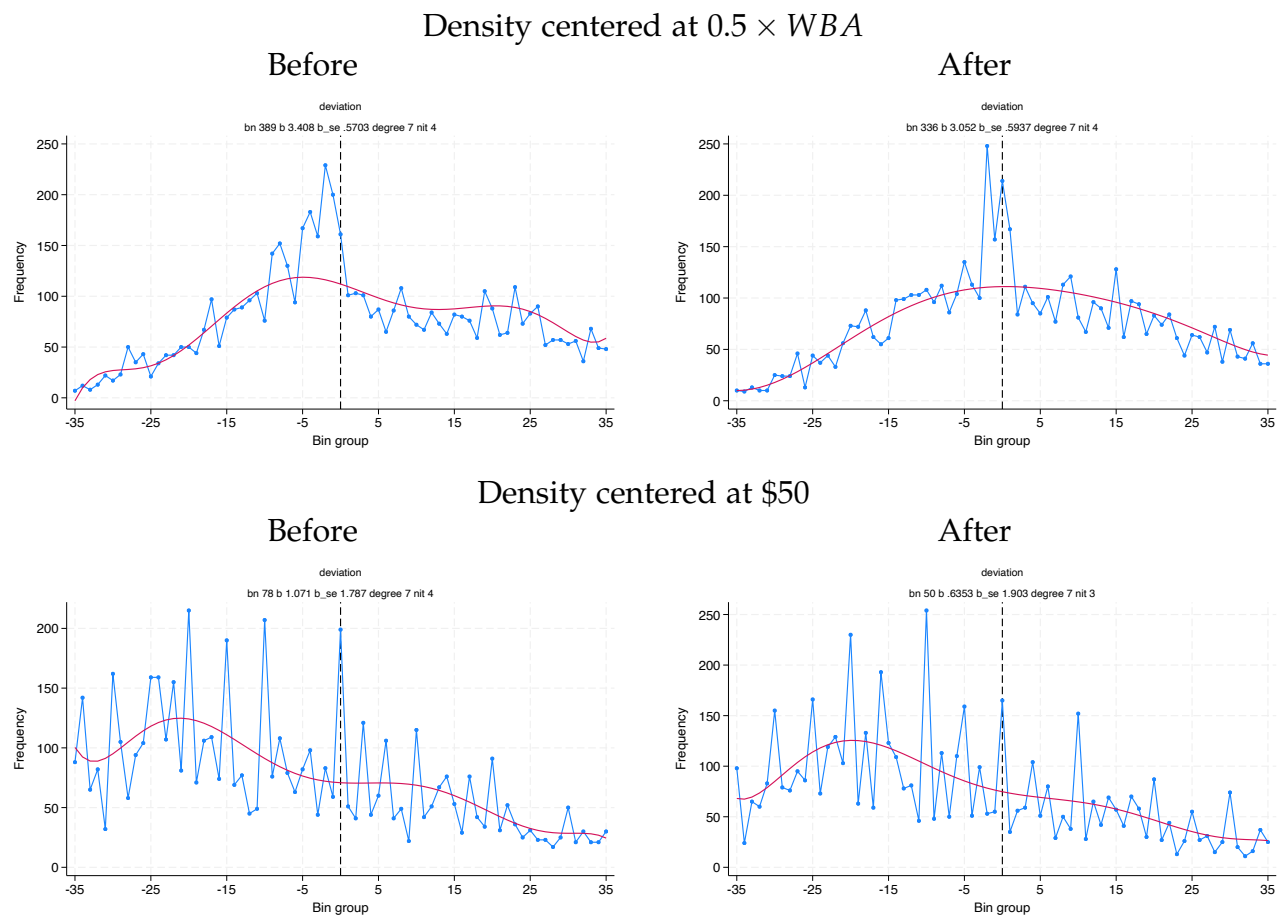 Density centered at 0.5 × WBA
Before
After
deviation
bn 389 b 3.408 b_se .5703 degree 7 nit 4
Frequency
250
200
150
100
50
0
-35 -25 -15 -5 5 15 25 35
Bin group
deviation
bn 336 b 3.052 b_se .5937 degree 7 nit 4
Frequency
250
200
150
100
50
0
-35 -25 -15 -5 5 15 25 35
Bin group
Density centered at $50
Before
After
deviation
bn 78 b 1.071 b_se 1.787 degree 7 nit 4
Frequency
200
150
100
50
0
-35 -25 -15 -5 5 15 25 35
Bin group
deviation
bn 50 b .6353 b_se 1.903 degree 7 nit 3
Frequency
250
200
150
100
50
0
-35 -25 -15 -5 5 15 25 35
Bin group